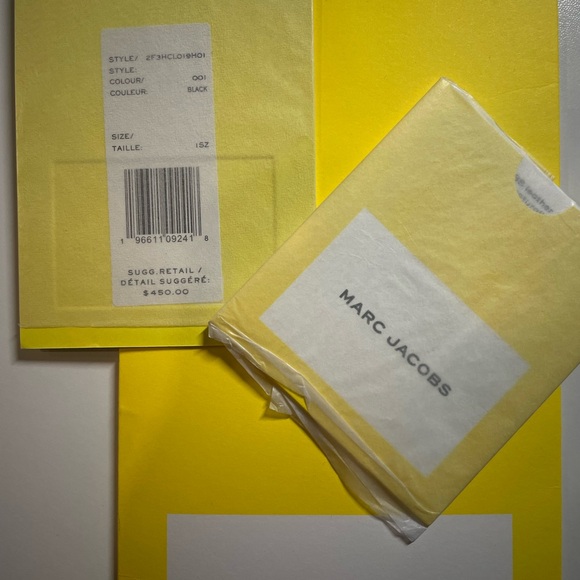 STYLE/ 2F3HCL019H01
STYLE:
COLOUR/ 001
COULEUR: BLACK
SIZE/
TAILLE: 1SZ
1 96611 09241 8
SUGG.RETAIL /
DÉTAIL SUGGÉRÉ:
$450.00
leather
MARC JACOBS